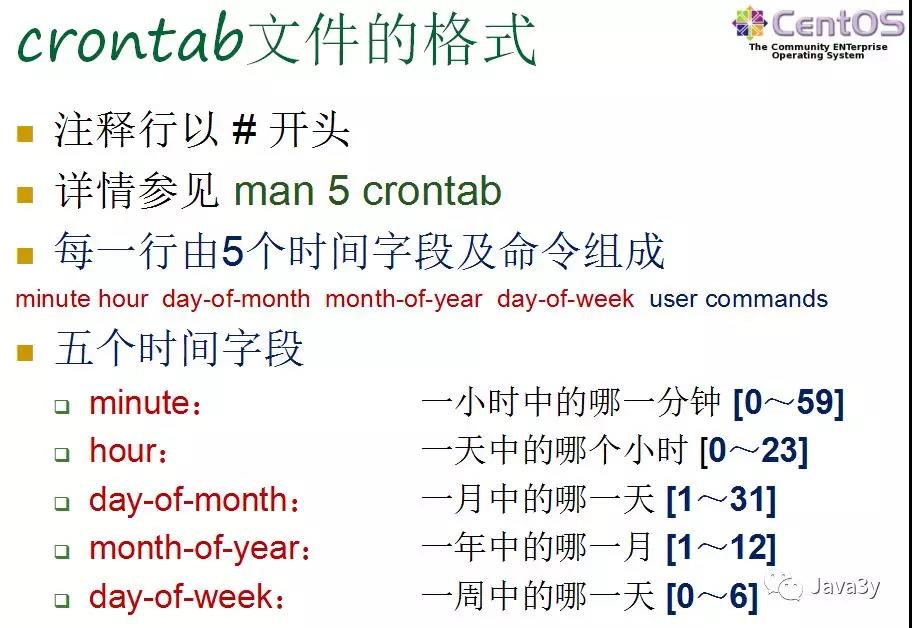 crontab文件的格式
CentOS
The Community ENTerprise
Operating System
注释行以 # 开头
详情参见 man 5 crontab
每一行由5个时间字段及命令组成
minute hour day-of-month month-of-year day-of-week user commands
五个时间字段
minute： 一小时中的哪一分钟 [0～59]
hour： 一天中的哪个小时 [0～23]
day-of-month： 一月中的哪一天 [1～31]
month-of-year： 一年中的哪一月 [1～12]
day-of-week： 一周中的哪一天 [0～6]
Java3y